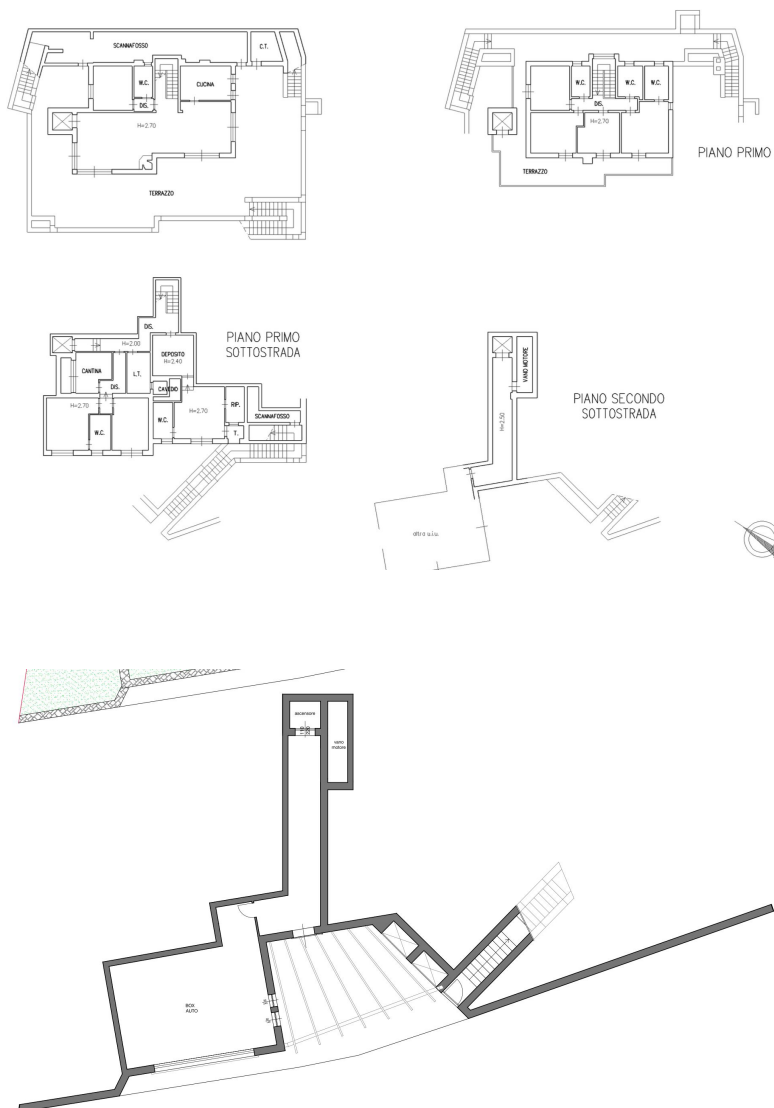 SCANNAFOSSO
C.T.
W.C.
CUCINA
DIS.
H=2.70
TERRAZZO
W.C.
W.C.
W.C.
DIS.
H=2.70
TERRAZZO
PIANO PRIMO
DIS.
H=2.00
DEPOSITO
H=2.40
CANTINA
L.T.
DIS.
CAVEDIO
H=2.70
H=2.70
RIP.
W.C.
W.C.
T.
SCANNAFOSSO
PIANO PRIMO
SOTTOSTRADA
VANO MOTORE
H=2.50
altra u.i.u.
PIANO SECONDO
SOTTOSTRADA
ascensore
vano
motore
BOX
AUTO